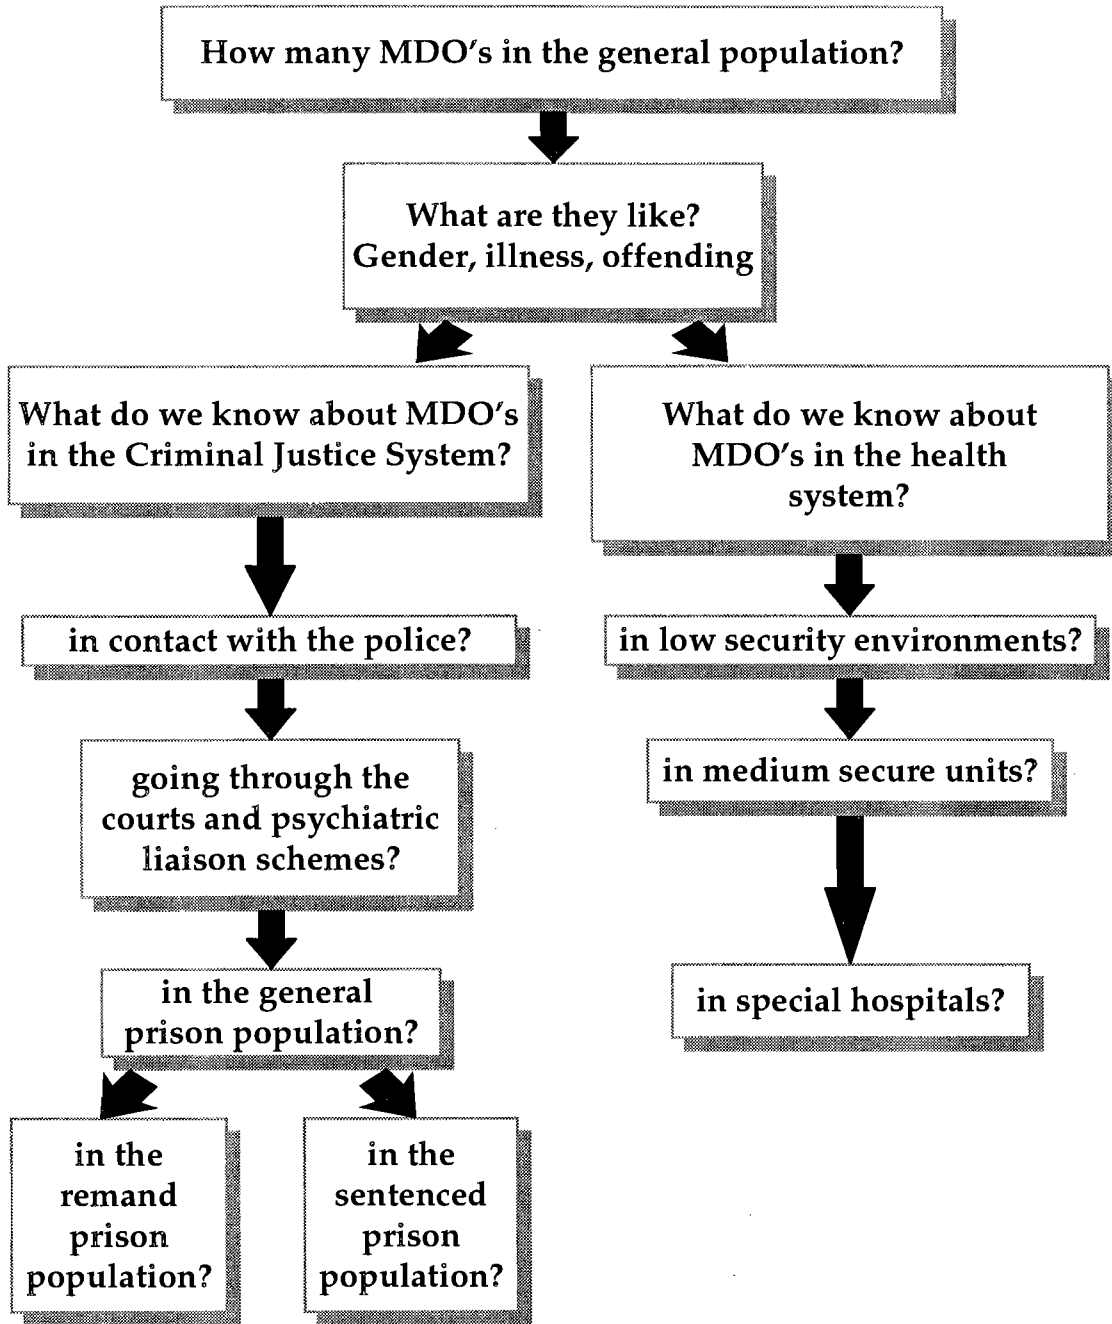 How many MDO's in the general population?
What are they like?
Gender, illness, offending
What do we know about MDO's
in the Criminal Justice System?
What do we know about
MDO's in the health
system?
in contact with the police?
in low security environments?
going through the
courts and psychiatric
liaison schemes?
in medium secure units?
in the general
prison population?
in special hospitals?
in the
remand
prison
population?
in the
sentenced
prison
population?